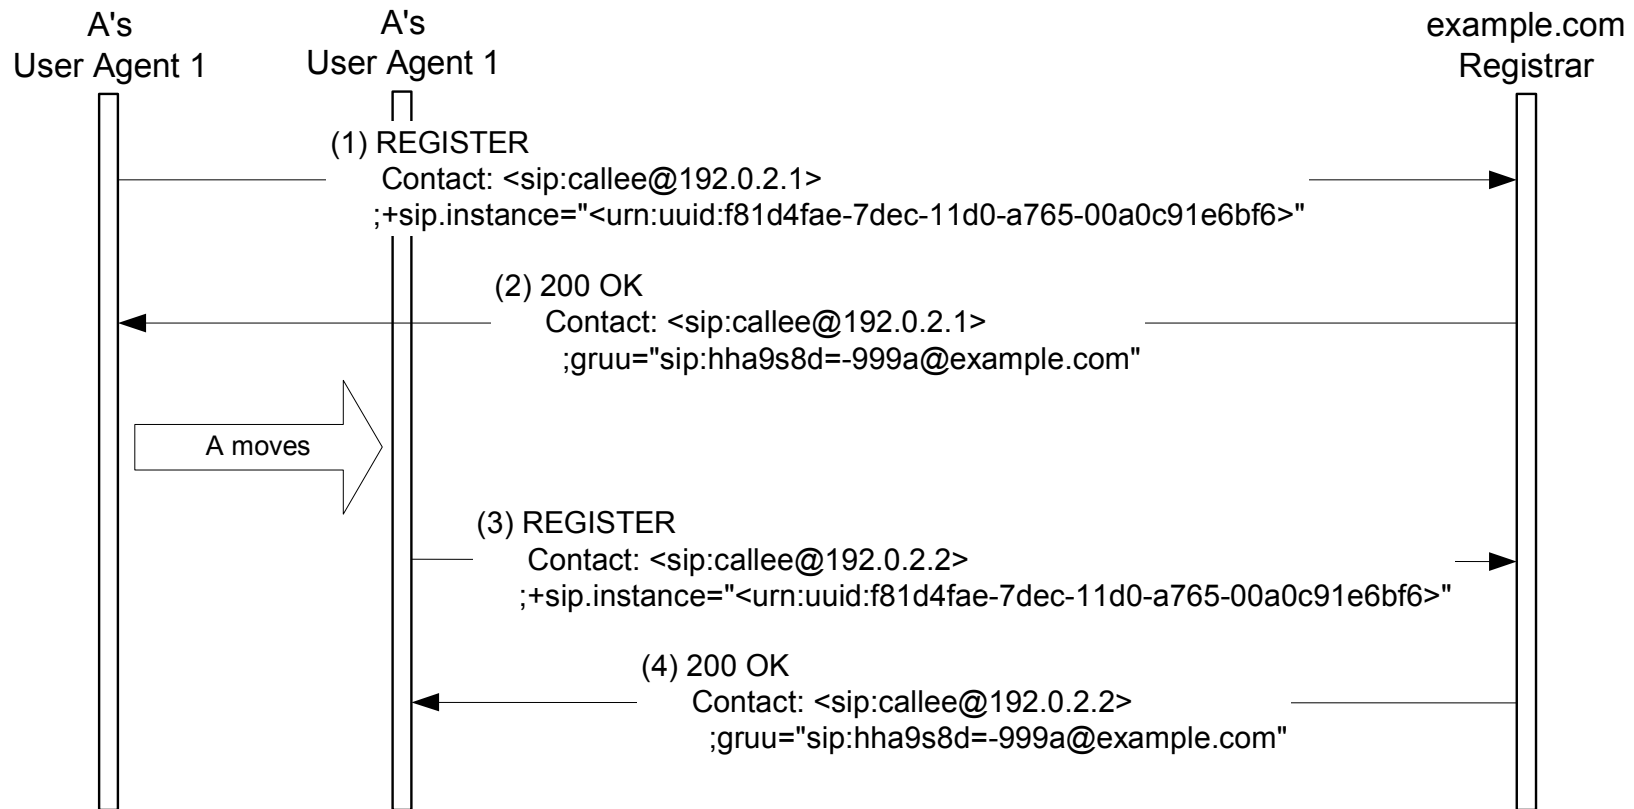 A's
User Agent 1
A's
User Agent 1
example.com
Registrar
(1) REGISTER
Contact: <sip:callee@192.0.2.1>
;+sip.instance="<urn:uuid:f81d4fae-7dec-11d0-a765-00a0c91e6bf6>"
(2) 200 OK
Contact: <sip:callee@192.0.2.1>
;gruu="sip:hha9s8d=-999a@example.com"
A moves
(3) REGISTER
Contact: <sip:callee@192.0.2.2>
;+sip.instance="<urn:uuid:f81d4fae-7dec-11d0-a765-00a0c91e6bf6>"
(4) 200 OK
Contact: <sip:callee@192.0.2.2>
;gruu="sip:hha9s8d=-999a@example.com"